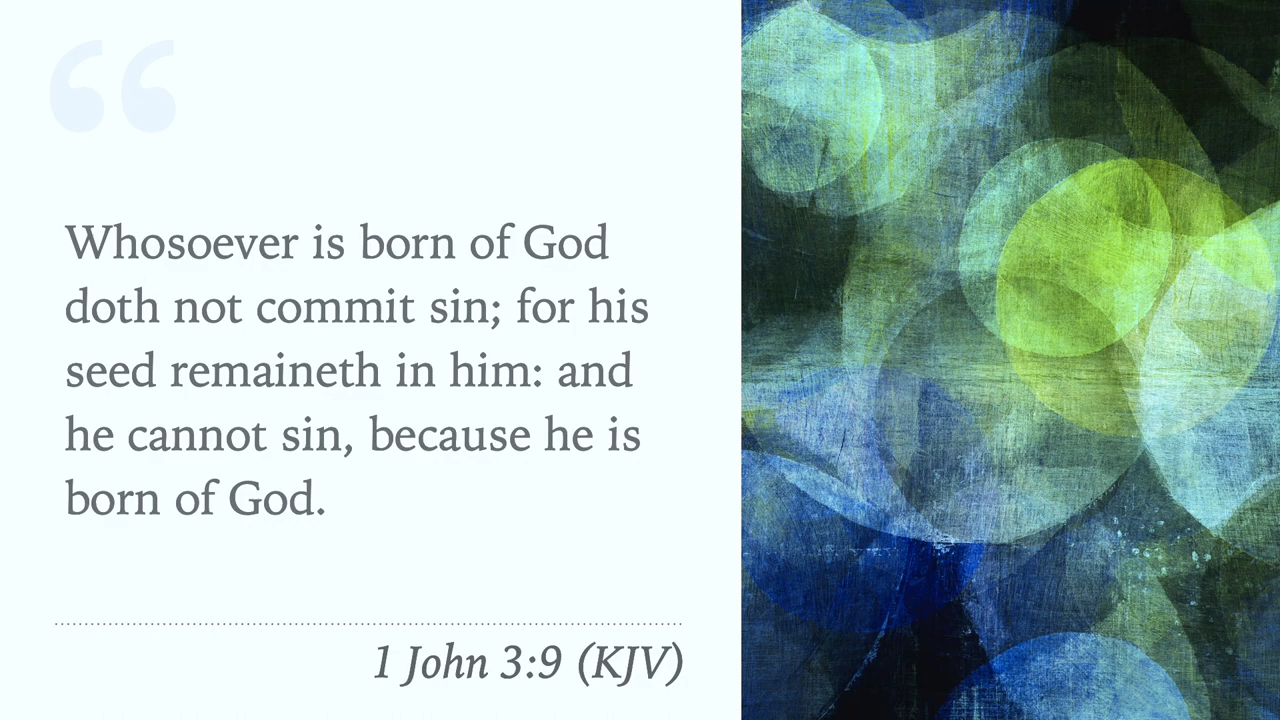 “
Whosoever is born of God
doth not commit sin; for his
seed remaineth in him: and
he cannot sin, because he is
born of God.
1 John 3:9 (KJV)